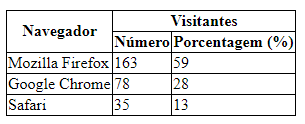 Navegador Visitantes
Número Porcentagem (%)
Mozilla Firefox 163 59
Google Chrome 78 28
Safari 35 13